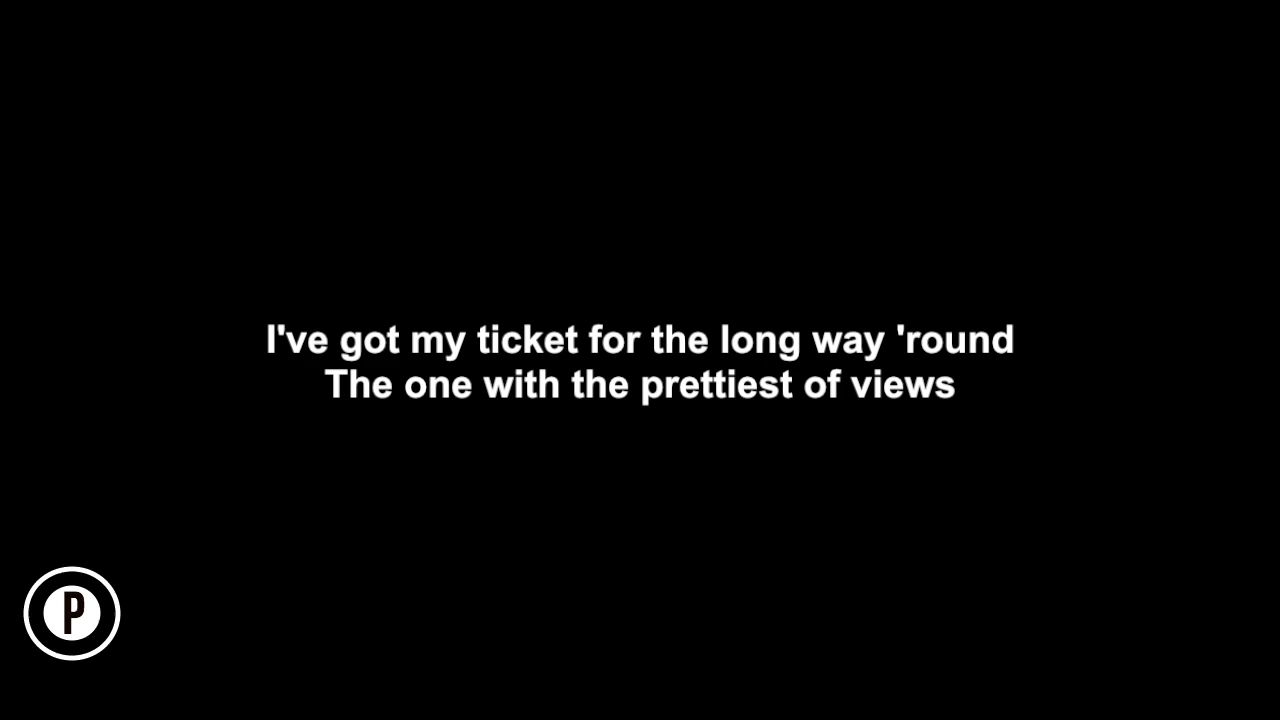 I've got my ticket for the long way 'round
The one with the prettiest of views
P